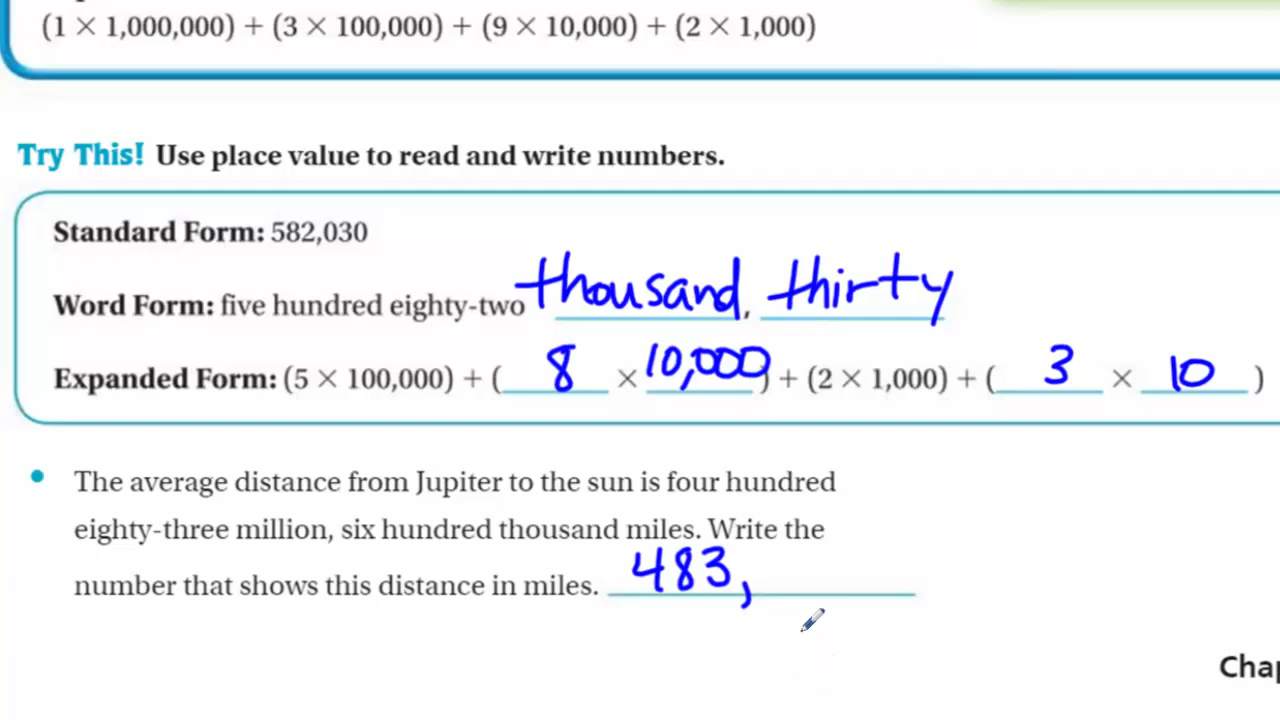 (1 × 1,000,000) + (3 × 100,000) + (9 × 10,000) + (2 × 1,000)
Try This! Use place value to read and write numbers.
Standard Form: 582,030
Word Form: five hundred eighty-two thousand, thirty
Expanded Form: (5 × 100,000) + ( 8 × 10,000 ) + (2 × 1,000) + ( 3 × 10 )
• The average distance from Jupiter to the sun is four hundred
eighty-three million, six hundred thousand miles. Write the
number that shows this distance in miles. 483,